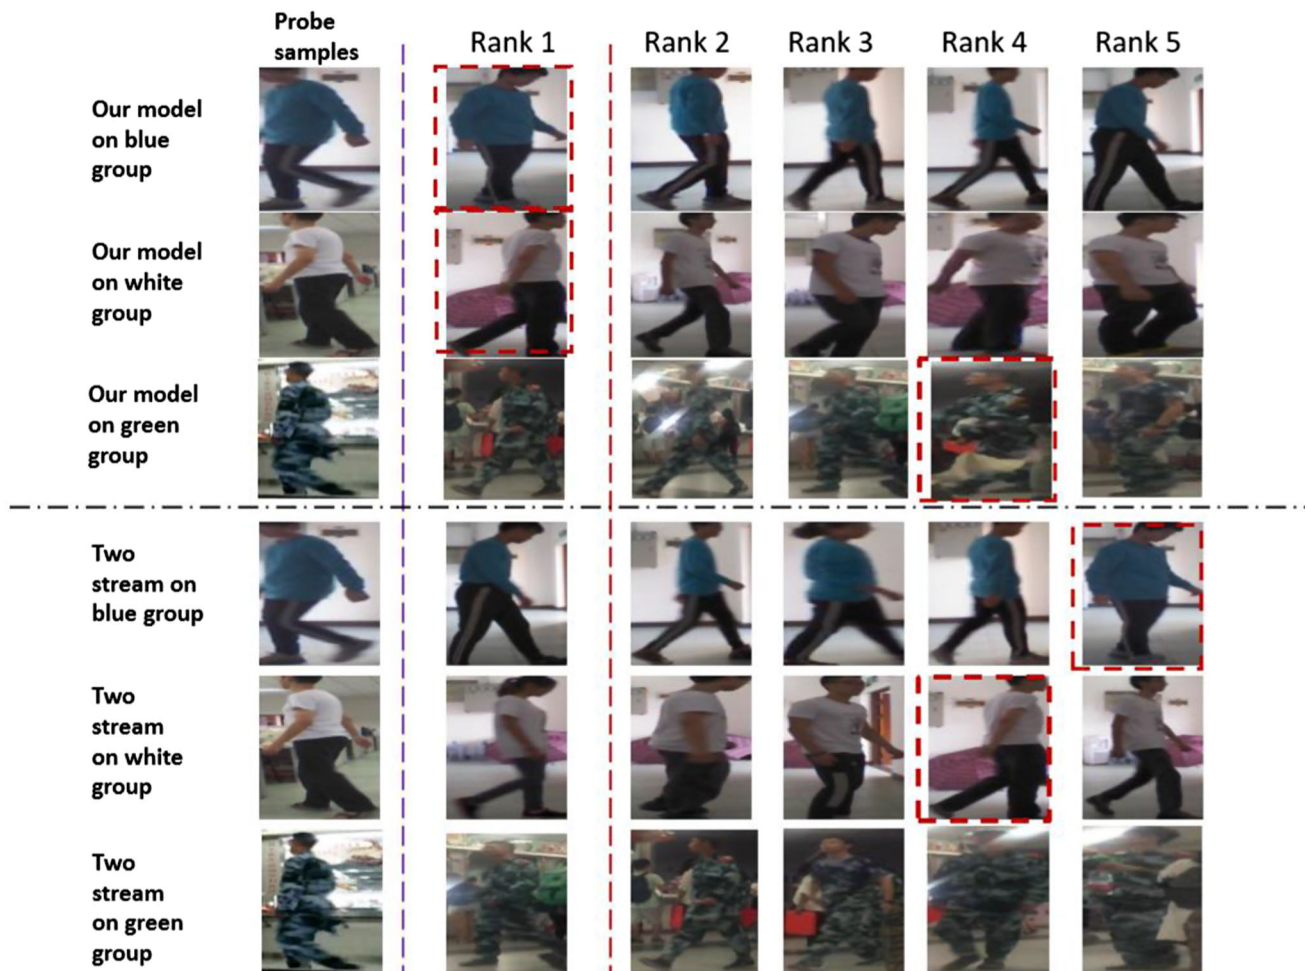 Probe
samples
Rank 1
Rank 2
Rank 3
Rank 4
Rank 5
Our model
on blue
group
Our model
on white
group
Our model
on green
group
Two
stream on
blue group
Two
stream
on white
group
Two
stream
on green
group